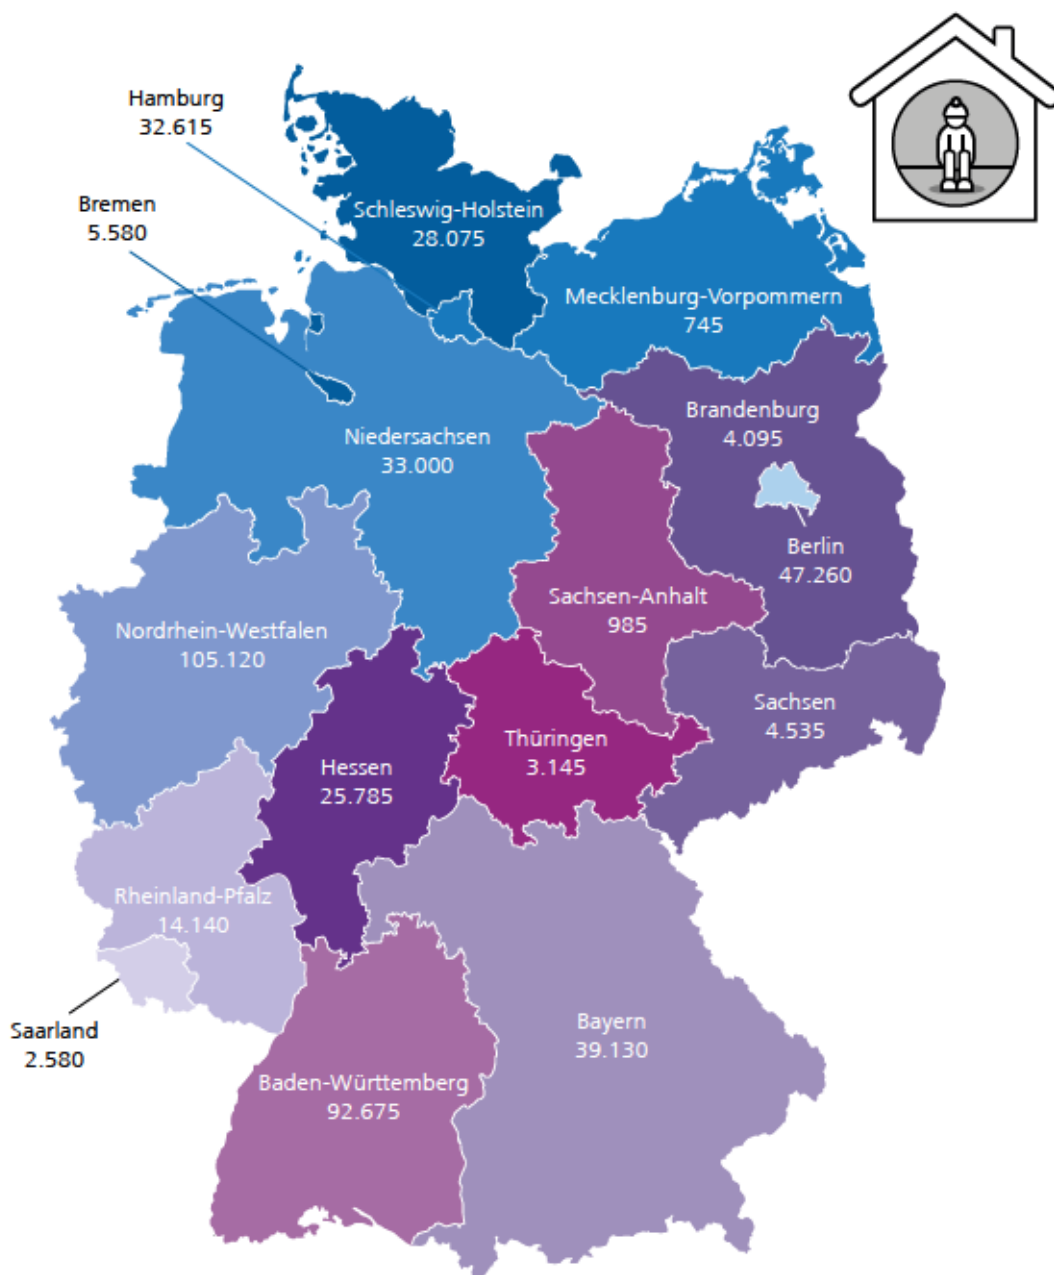 Hamburg
32.615
Bremen
5.580
Schleswig-Holstein
28.075
Mecklenburg-Vorpommern
745
Brandenburg
4.095
Niedersachsen
33.000
Berlin
47.260
Sachsen-Anhalt
985
Nordrhein-Westfalen
105.120
Sachsen
4.535
Thüringen
3.145
Hessen
25.785
Rheinland-Pfalz
14.140
Saarland
2.580
Bayern
39.130
Baden-Württemberg
92.675